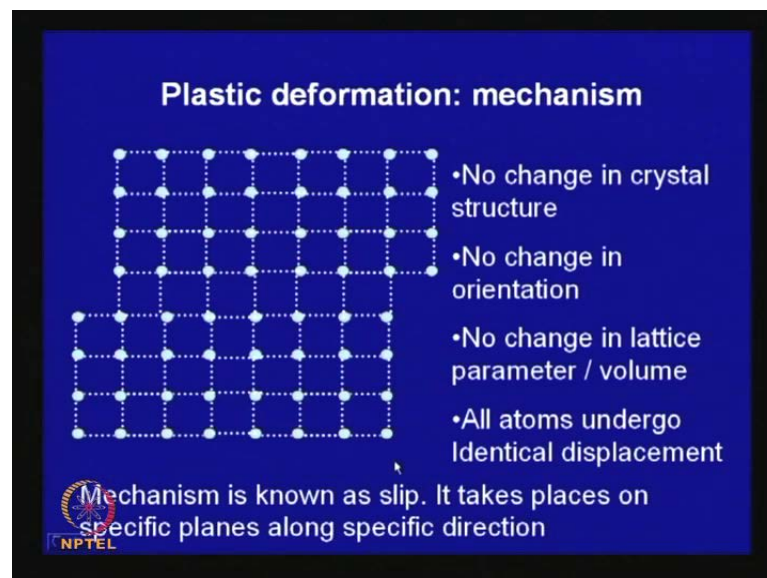 Plastic deformation: mechanism
•No change in crystal
structure
•No change in
orientation
•No change in lattice
parameter / volume
•All atoms undergo
Identical displacement
Mechanism is known as slip. It takes places on
specific planes along specific direction
NPTEL